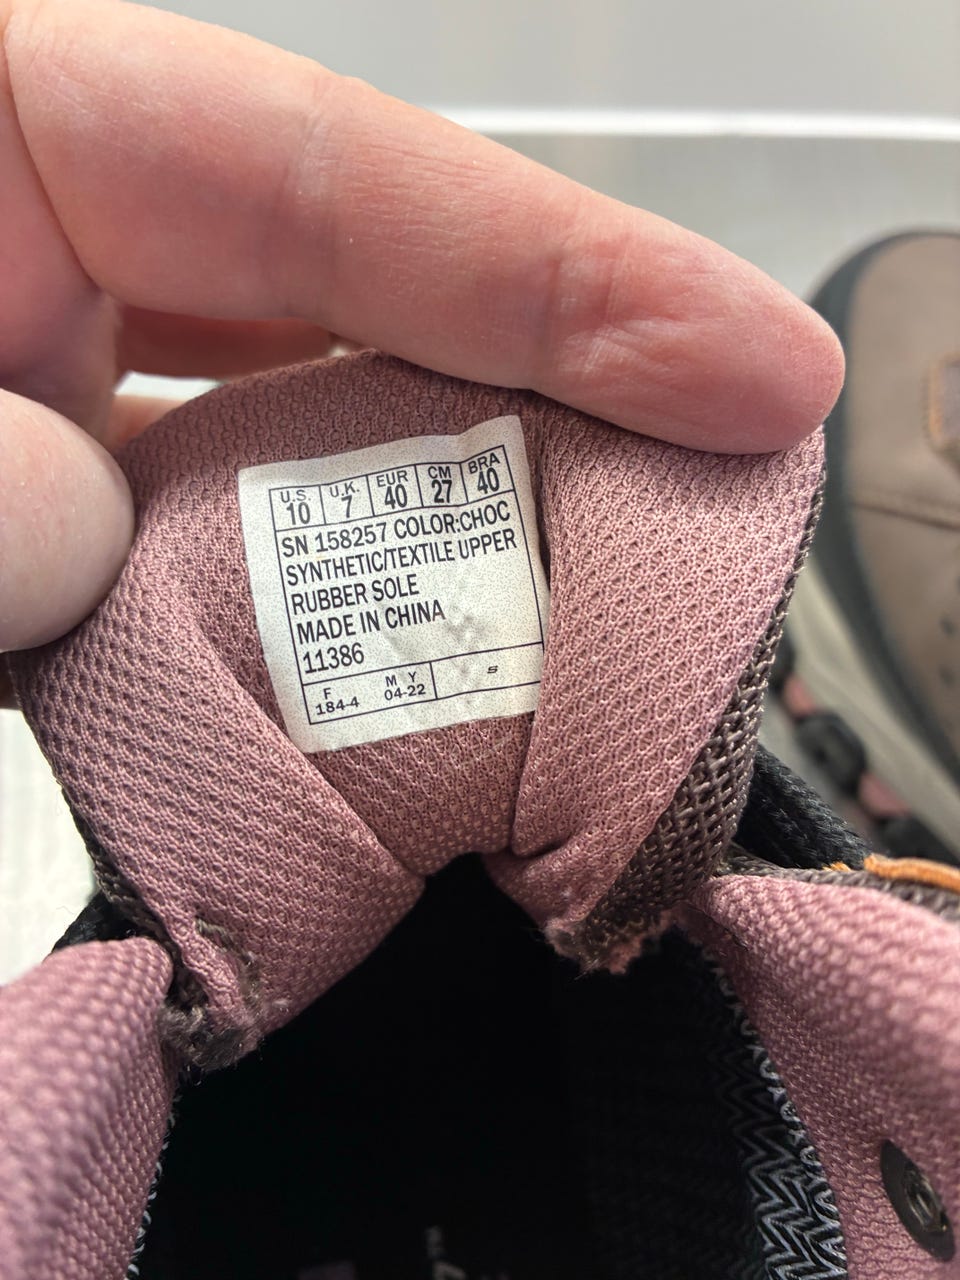 U.S. U.K. EUR CM BRA
10 7 40 27 40
SN 158257 COLOR:CHOC
SYNTHETIC/TEXTILE UPPER
RUBBER SOLE
MADE IN CHINA
11386
F M Y S
184-4 04-22